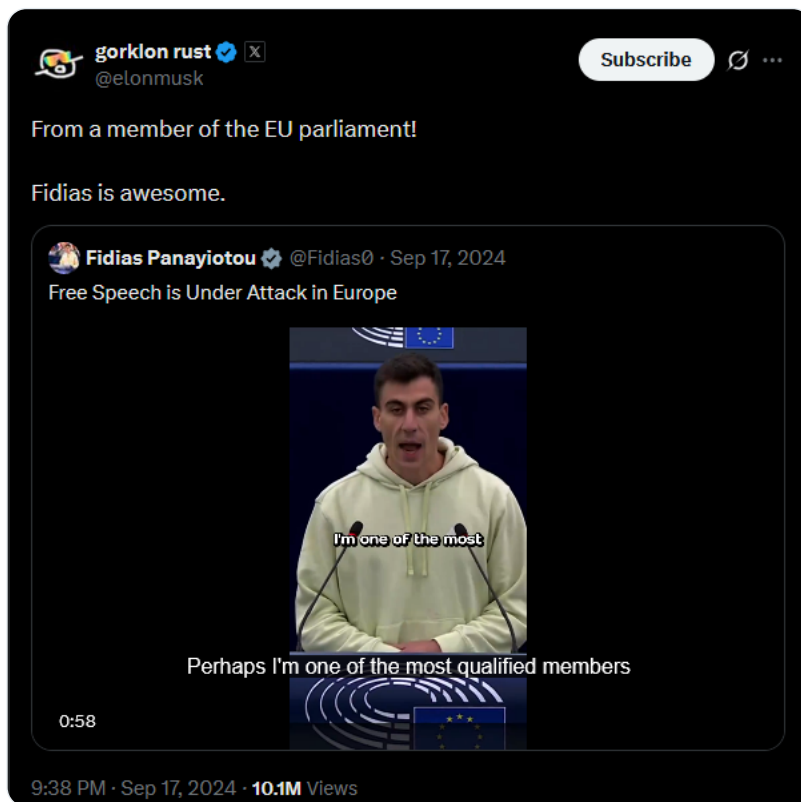 gorklon rust
@elonmusk
Subscribe
From a member of the EU parliament!
Fidias is awesome.
Fidias Panayiotou @Fidias0 · Sep 17, 2024
Free Speech is Under Attack in Europe
I'm one of the most
Perhaps I'm one of the most qualified members
0:58
9:38 PM · Sep 17, 2024 · 10.1M Views